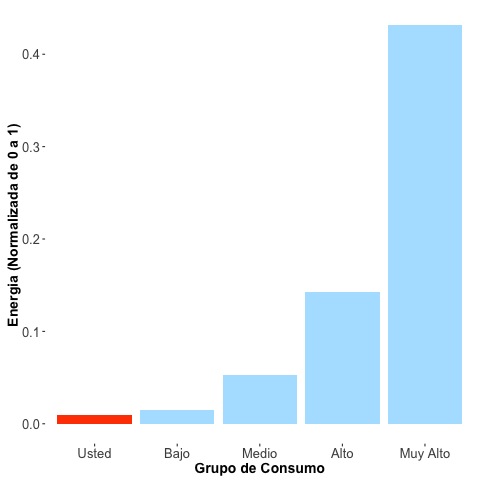 Energia (Normalizada de 0 a 1)
0.4
0.3
0.2
0.1
0.0
Usted Bajo Medio Alto Muy Alto
Grupo de Consumo